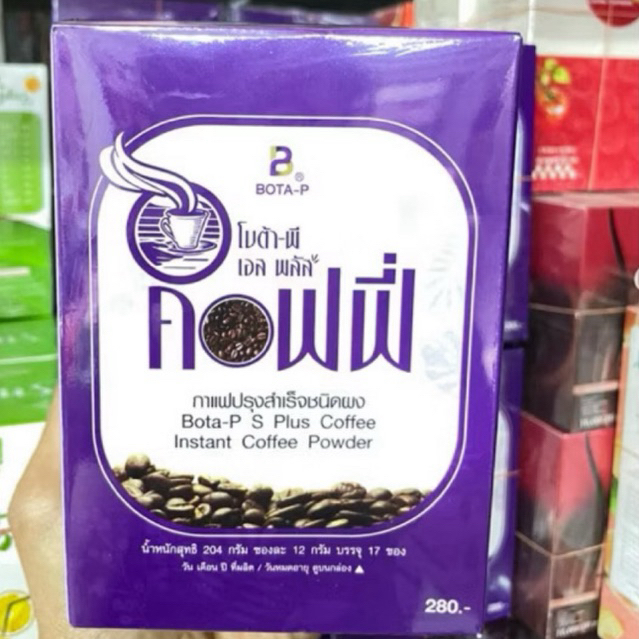 BOTA-P
โบต้า-พี
เอส พลัส
คอฟฟี่
กาแฟปรุงสำเร็จชนิดผง
Bota-P S Plus Coffee
Instant Coffee Powder
น้ำหนักสุทธิ 204 กรัม ซองละ 12 กรัม บรรจุ 17 ซอง
วัน เดือน ปี ที่ผลิต / วันหมดอายุ ดูบนกล่อง ▲
280.-